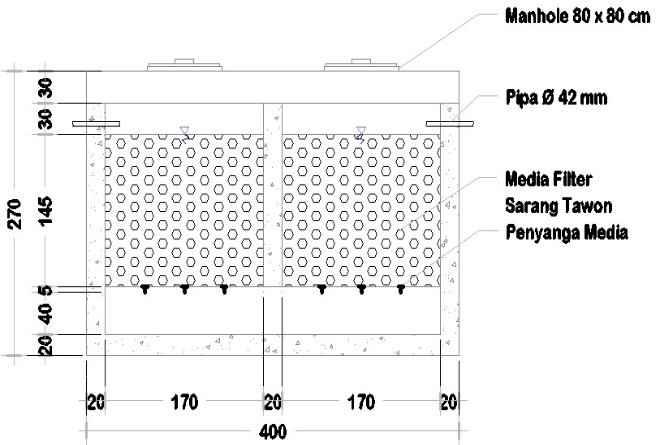 Manhole 80 x 80 cm
Pipa Ø 42 mm
Media Filter
Sarang Tawon
Penyanga Media
270
30
30
145
5
40
20
20
170
20
170
20
400